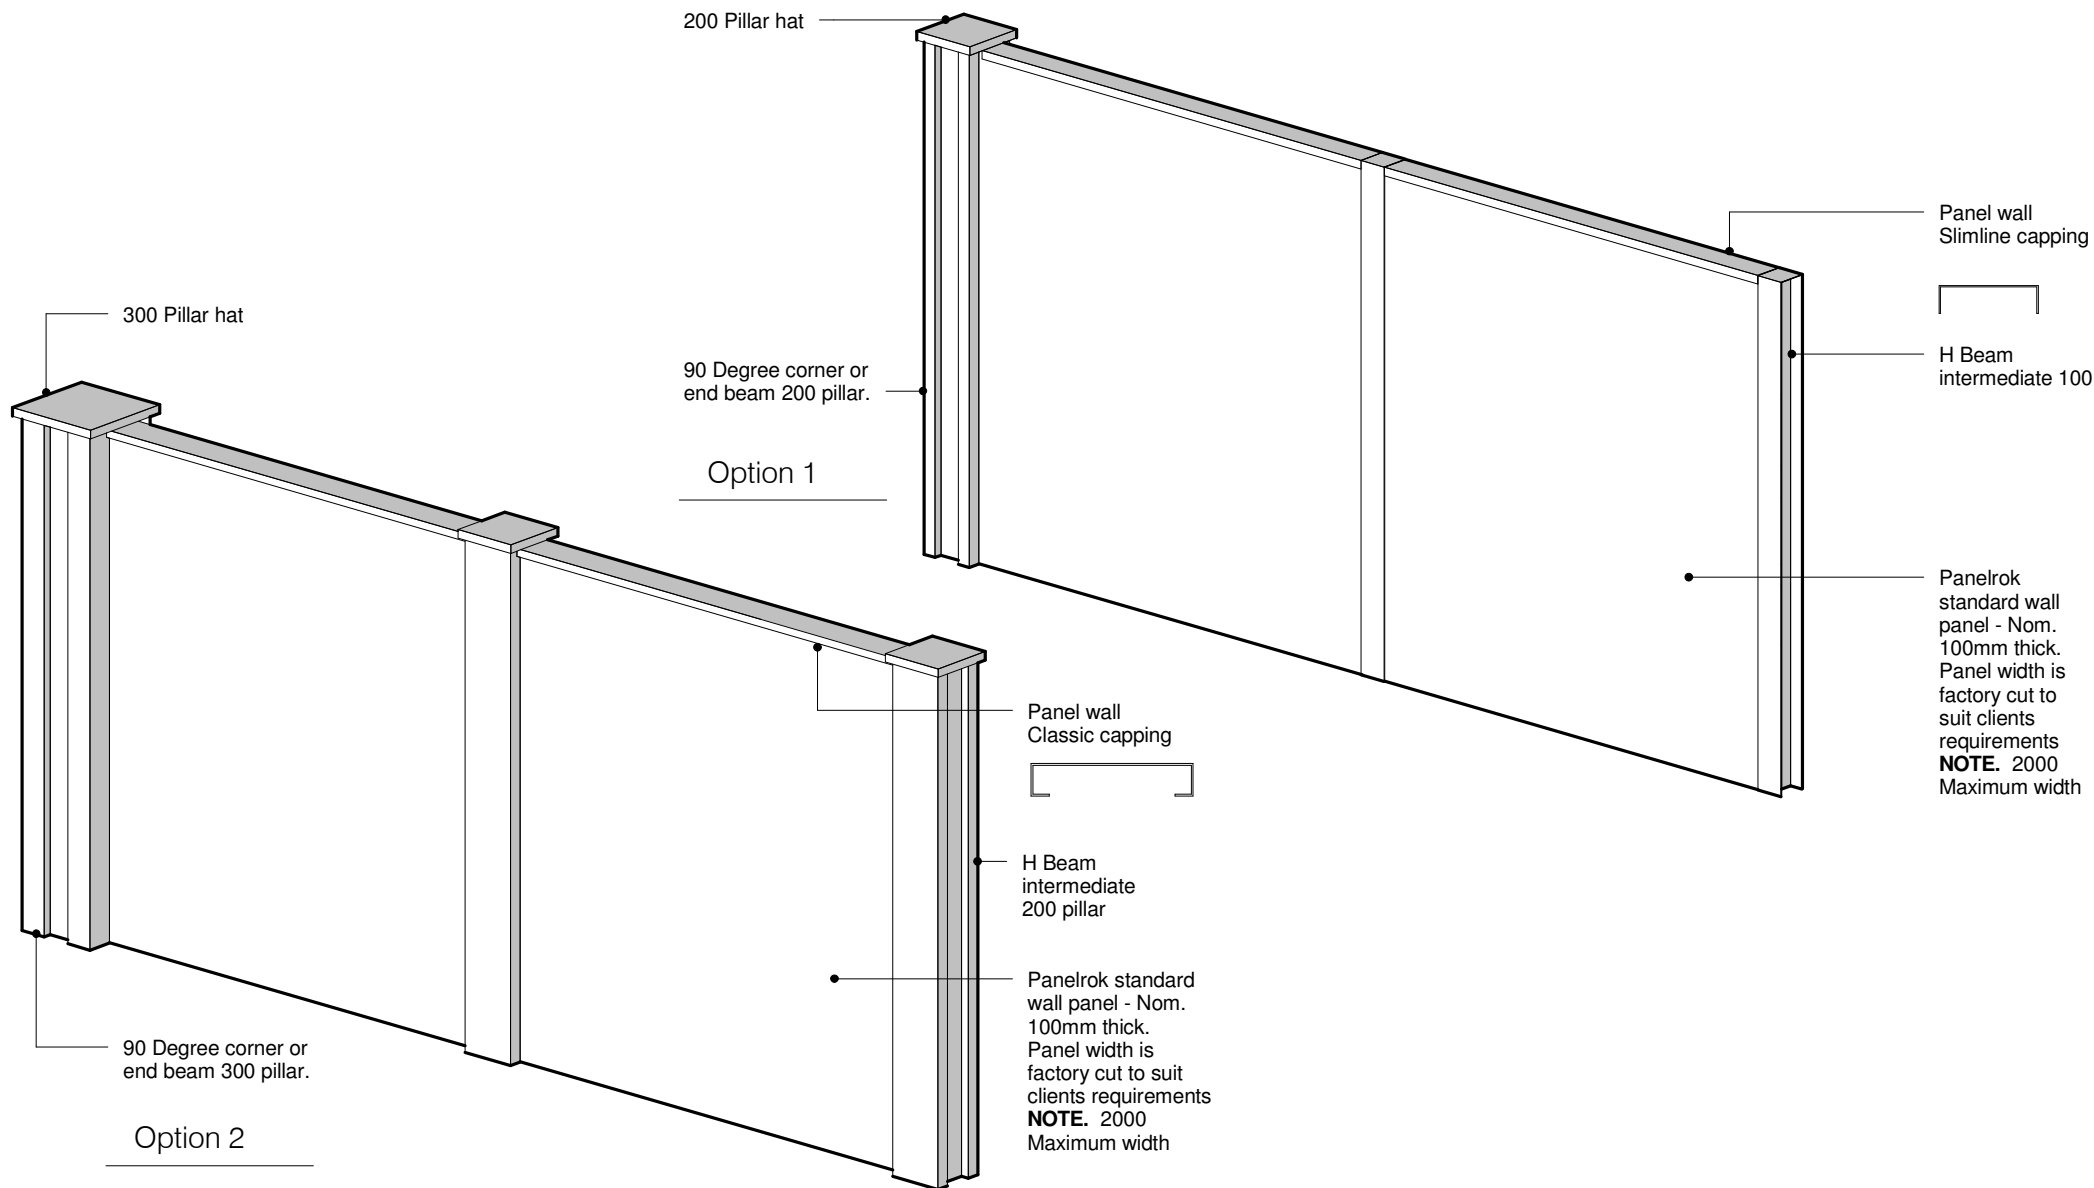 200 Pillar hat
Panel wall
Slimline capping
H Beam
intermediate 100
90 Degree corner or
end beam 200 pillar.
Option 1
Panelrok
standard wall
panel - Nom.
100mm thick.
Panel width is
factory cut to
suit clients
requirements
NOTE. 2000
Maximum width
300 Pillar hat
Panel wall
Classic capping
H Beam
intermediate
200 pillar
Panelrok standard
wall panel - Nom.
100mm thick.
Panel width is
factory cut to suit
clients requirements
NOTE. 2000
Maximum width
90 Degree corner or
end beam 300 pillar.
Option 2